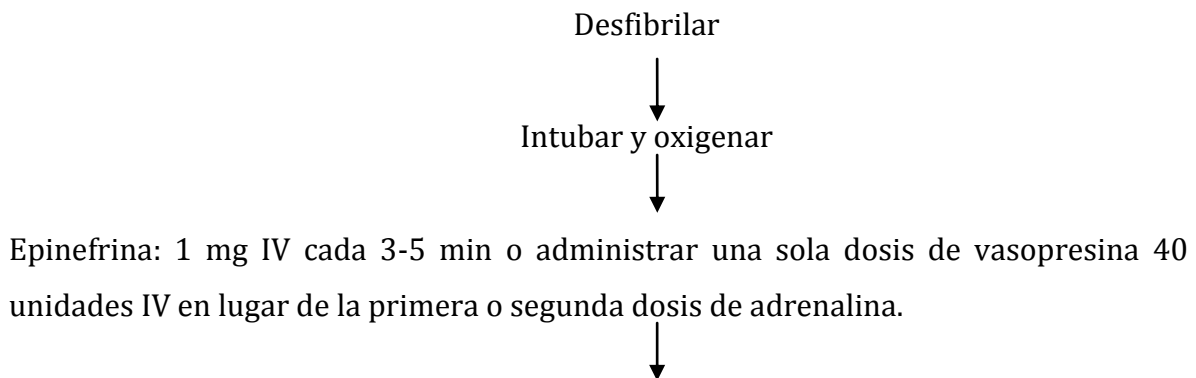 Desfibrilar
Intubar y oxigenar
Epinefrina: 1 mg IV cada 3-5 min o administrar una sola dosis de vasopresina 40
unidades IV en lugar de la primera o segunda dosis de adrenalina.